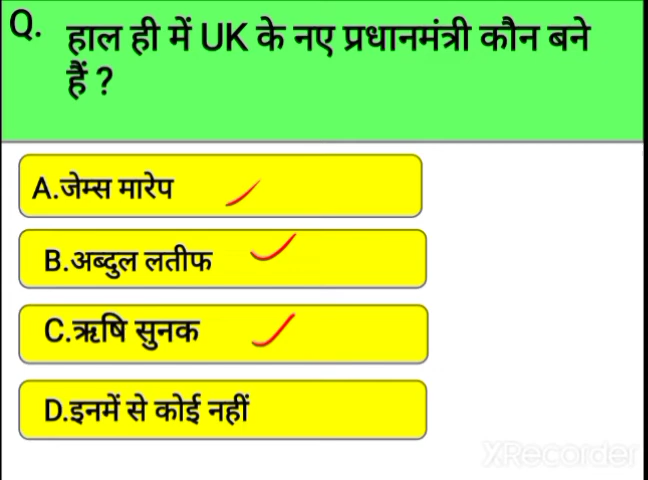 Q. हाल ही में UK के नए प्रधानमंत्री कौन बने
हैं ?
A.जेम्स मारेप
B.अब्दुल लतीफ
C.ऋषि सुनक
D.इनमें से कोई नहीं
XRecorder